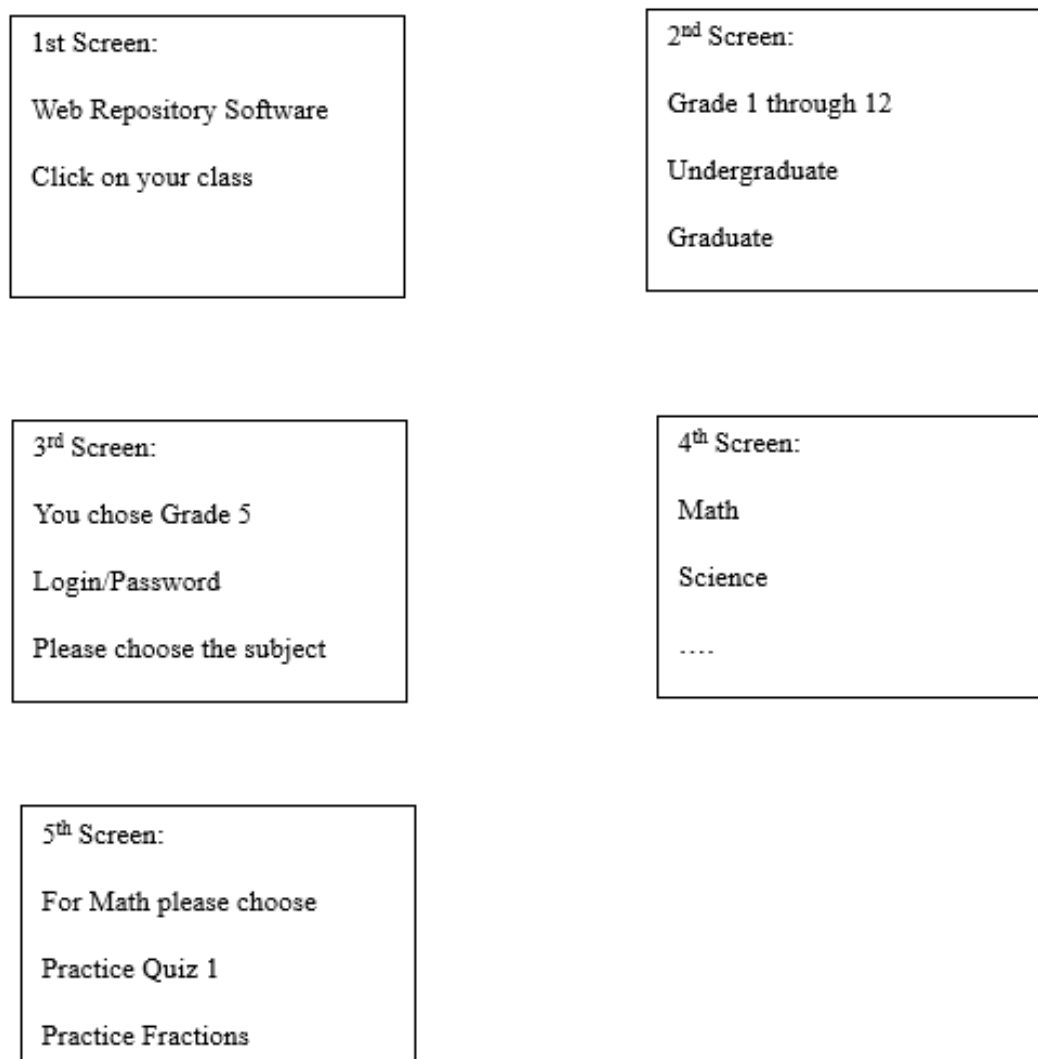 1st Screen:
Web Repository Software
Click on your class
2nd Screen:
Grade 1 through 12
Undergraduate
Graduate
3rd Screen:
You chose Grade 5
Login/Password
Please choose the subject
4th Screen:
Math
Science
….
5th Screen:
For Math please choose
Practice Quiz 1
Practice Fractions